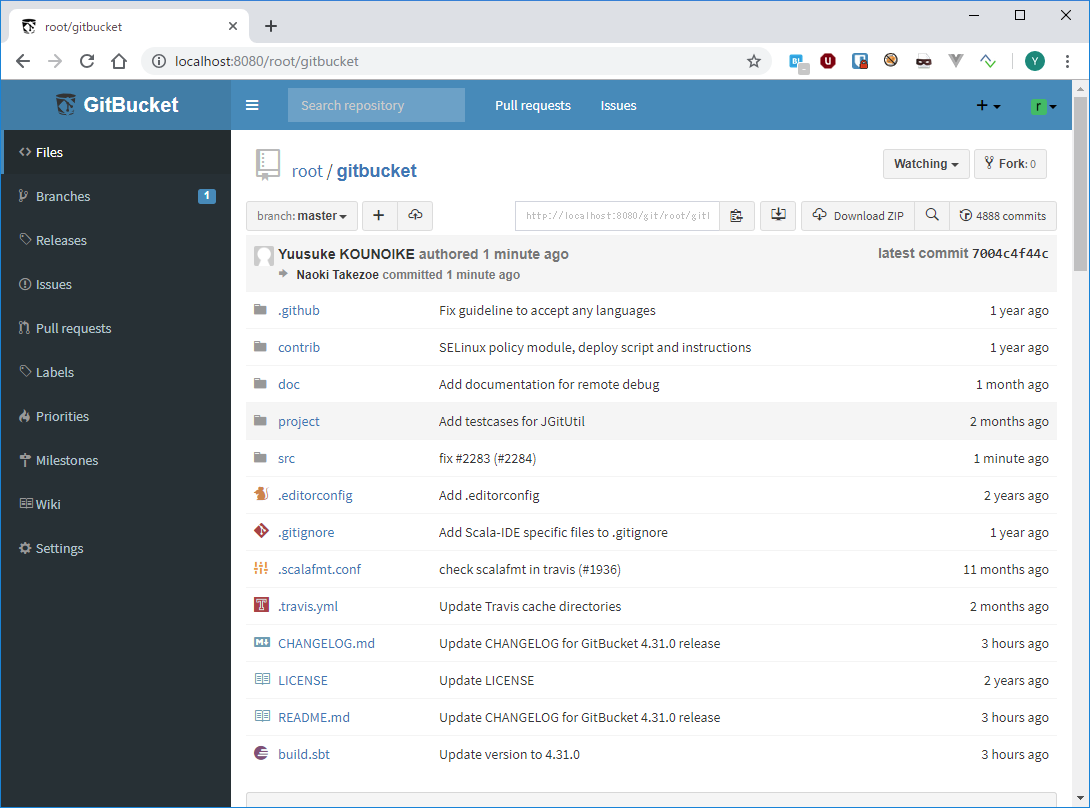 root/gitbucket
localhost:8080/root/gitbucket
Y
GitBucket
Search repository
Pull requests
Issues
r
Files
Branches 1
Releases
Issues
Pull requests
Labels
Priorities
Milestones
Wiki
Settings
root / gitbucket
Watching
Fork: 0
branch: master
http://localhost:8080/git/root/gitl
Download ZIP
4888 commits
Yuusuke KOUNOIKE authored 1 minute ago
latest commit 7004c4f44c
Naoki Takezoe committed 1 minute ago
.github Fix guideline to accept any languages 1 year ago
contrib SELinux policy module, deploy script and instructions 1 year ago
doc Add documentation for remote debug 1 month ago
project Add testcases for JGitUtil 2 months ago
src fix #2283 (#2284) 1 minute ago
.editorconfig Add .editorconfig 2 years ago
.gitignore Add Scala-IDE specific files to .gitignore 1 year ago
.scalafmt.conf check scalafmt in travis (#1936) 11 months ago
.travis.yml Update Travis cache directories 2 months ago
CHANGELOG.md Update CHANGELOG for GitBucket 4.31.0 release 3 hours ago
LICENSE Update LICENSE 2 years ago
README.md Update CHANGELOG for GitBucket 4.31.0 release 3 hours ago
build.sbt Update version to 4.31.0 3 hours ago